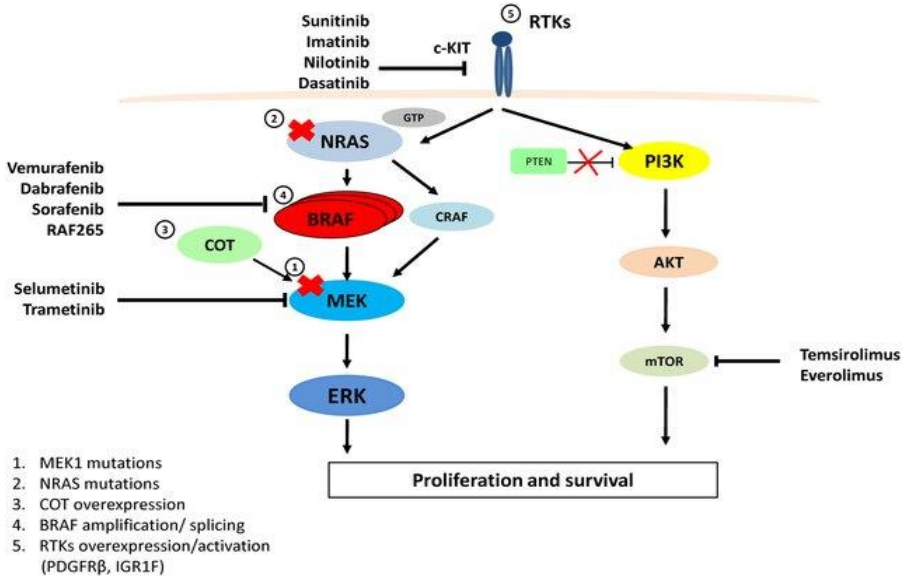 Sunitinib
Imatinib
Nilotinib
Dasatinib
c-KIT
5
RTKs
2
NRAS
GTP
PTEN
PI3K
Vemurafenib
Dabrafenib
Sorafenib
RAF265
4
BRAF
CRAF
3
COT
1
AKT
Selumetinib
Trametinib
MEK
mTOR
Temsirolimus
Everolimus
ERK
Proliferation and survival
1. MEK1 mutations
2. NRAS mutations
3. COT overexpression
4. BRAF amplification/ splicing
5. RTKs overexpression/activation
(PDGFRβ, IGR1F)